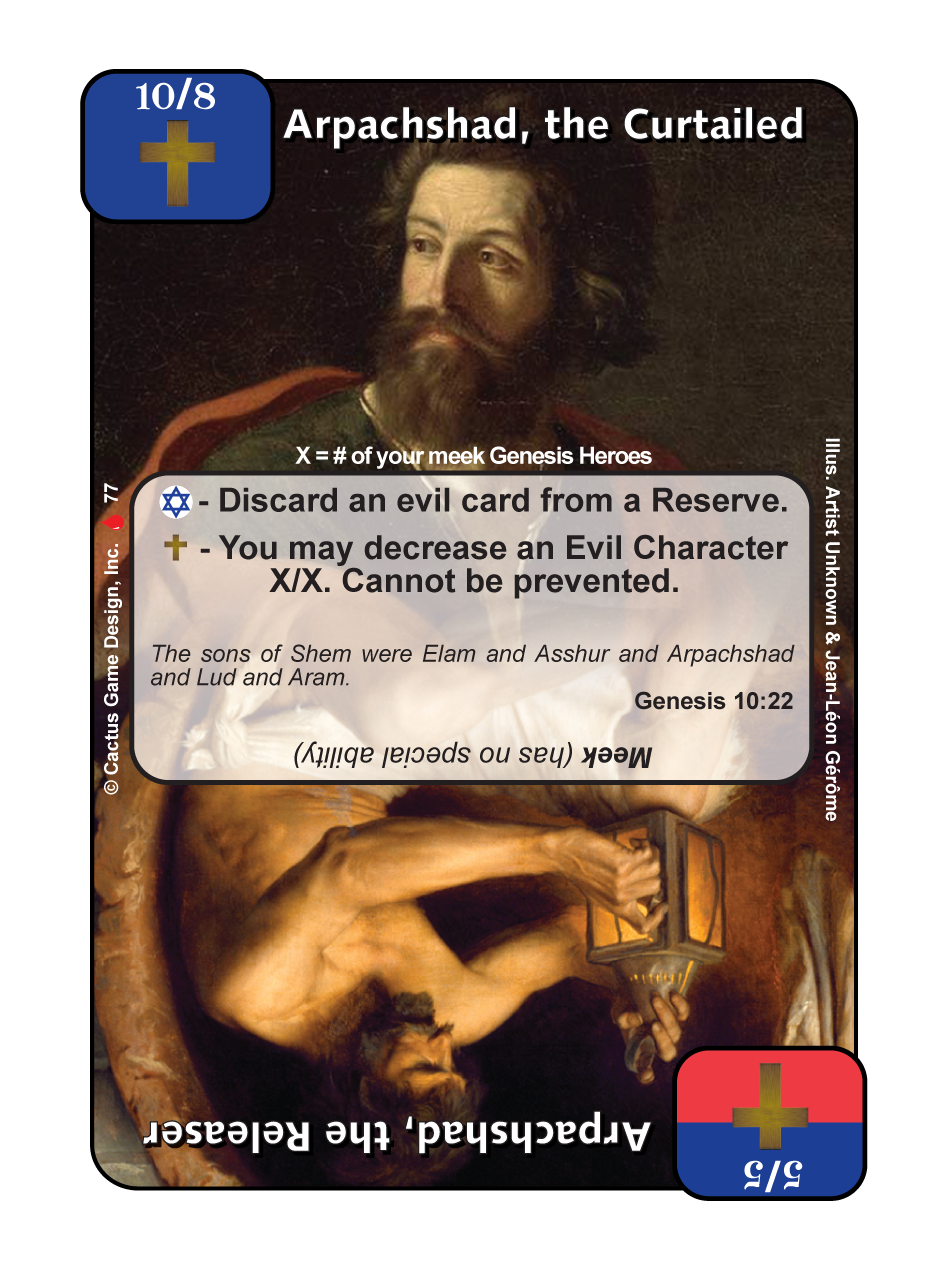 10/8
Arpachshad, the Curtailed
X = # of your meek Genesis Heroes
- Discard an evil card from a Reserve.
- You may decrease an Evil Character
X/X. Cannot be prevented.
The sons of Shem were Elam and Asshur and Arpachshad
and Lud and Aram.
Genesis 10:22
Meek (has no special ability)
© Cactus Game Design, Inc. 77
Illus. Artist Unknown & Jean-Léon Gérôme
Arpachshad, the Releaser
5/5